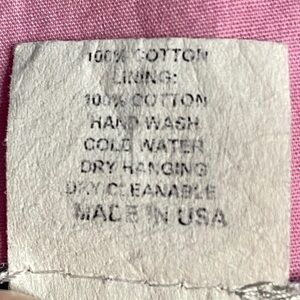 100% COTTON
LINING:
100% COTTON
HAND WASH
COLD WATER
DRY HANGING
DRY CLEANABLE
MADE IN USA